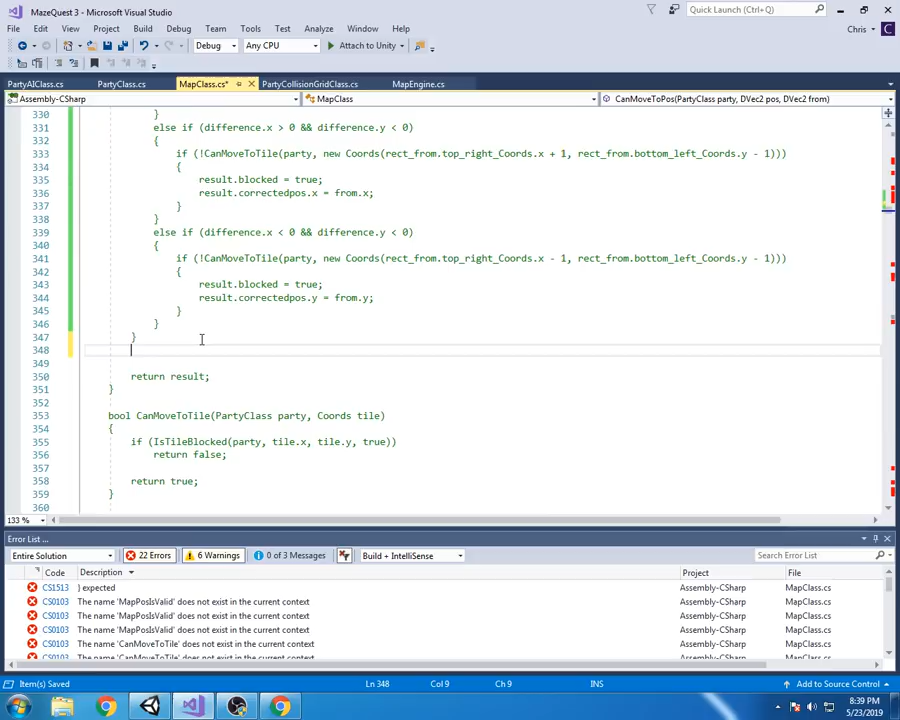 MazeQuest 3 - Microsoft Visual Studio
Quick Launch (Ctrl+Q)
File Edit View Project Build Debug Team Tools Test Analyze Window Help
Chris C
Debug Any CPU Attach to Unity
PartyAIClass.cs PartyClass.cs MapClass.cs* PartyCollisionGridClass.cs MapEngine.cs
Assembly-CSharp MapClass CanMoveToPos(PartyClass party, DVec2 pos, DVec2 from)
330 }
331 else if (difference.x > 0 && difference.y < 0)
332 {
333 if (!CanMoveToTile(party, new Coords(rect_from.top_right_Coords.x + 1, rect_from.bottom_left_Coords.y - 1)))
334 {
335 result.blocked = true;
336 result.correctedpos.x = from.x;
337 }
338 }
339 else if (difference.x < 0 && difference.y < 0)
340 {
341 if (!CanMoveToTile(party, new Coords(rect_from.top_right_Coords.x - 1, rect_from.bottom_left_Coords.y - 1)))
342 {
343 result.blocked = true;
344 result.correctedpos.y = from.y;
345 }
346 }
347 }
348
349
350 return result;
351 }
352
353 bool CanMoveToTile(PartyClass party, Coords tile)
354 {
355 if (IsTileBlocked(party, tile.x, tile.y, true))
356 return false;
357
358 return true;
359 }
360
133 %
Error List ...
Entire Solution 22 Errors 6 Warnings 0 of 3 Messages Build + IntelliSense Search Error List
Code Description Project File
CS1513 } expected Assembly-CSharp MapClass.cs
CS0103 The name 'MapPosIsValid' does not exist in the current context Assembly-CSharp MapClass.cs
CS0103 The name 'MapPosIsValid' does not exist in the current context Assembly-CSharp MapClass.cs
CS0103 The name 'MapPosIsValid' does not exist in the current context Assembly-CSharp MapClass.cs
CS0103 The name 'CanMoveToTile' does not exist in the current context Assembly-CSharp MapClass.cs
CS0103 The name 'CanMoveToTile' does not exist in the current context Assembly-CSharp MapClass.cs
Item(s) Saved Ln 348 Col 9 Ch 9 INS Add to Source Control
8:39 PM
5/23/2019